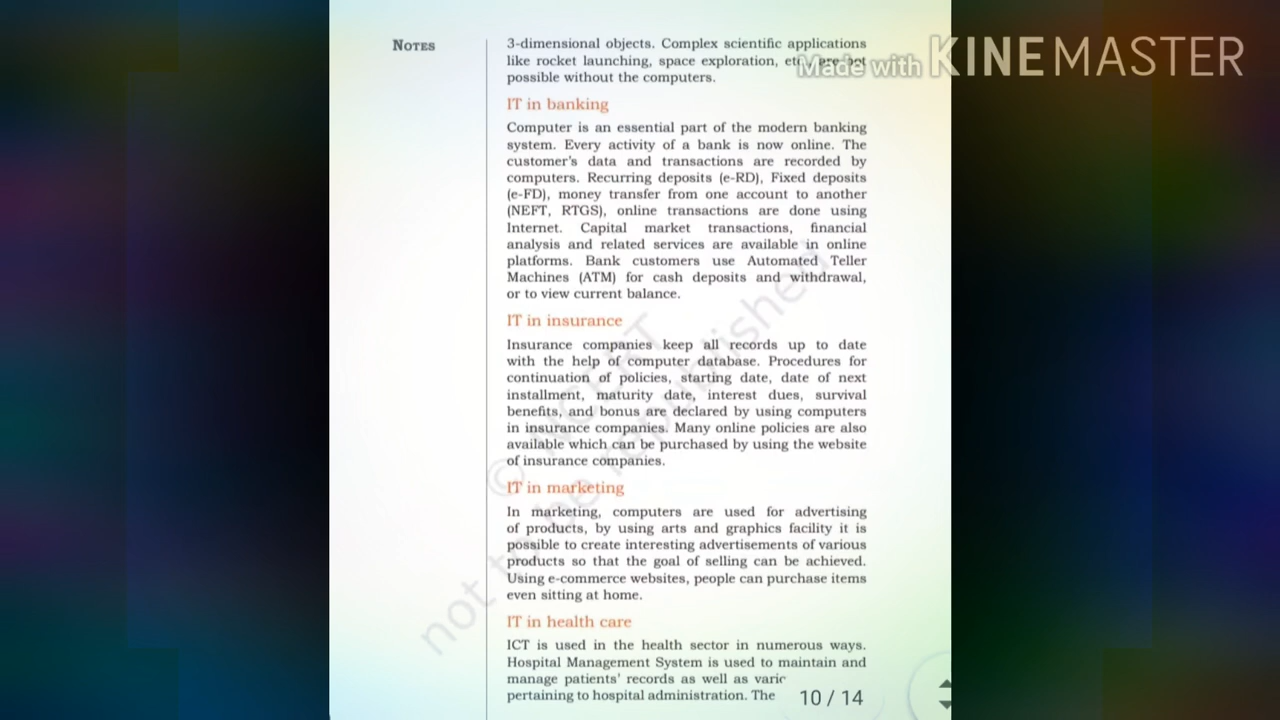 NOTES
Made with KINEMASTER
3-dimensional objects. Complex scientific applications
like rocket launching, space exploration, etc., are not
possible without the computers.
IT in banking
Computer is an essential part of the modern banking
system. Every activity of a bank is now online. The
customer's data and transactions are recorded by
computers. Recurring deposits (e-RD), Fixed deposits
(e-FD), money transfer from one account to another
(NEFT, RTGS), online transactions are done using
Internet. Capital market transactions, financial
analysis and related services are available in online
platforms. Bank customers use Automated Teller
Machines (ATM) for cash deposits and withdrawal,
or to view current balance.
IT in insurance
Insurance companies keep all records up to date
with the help of computer database. Procedures for
continuation of policies, starting date, date of next
installment, maturity date, interest dues, survival
benefits, and bonus are declared by using computers
in insurance companies. Many online policies are also
available which can be purchased by using the website
of insurance companies.
IT in marketing
In marketing, computers are used for advertising
of products, by using arts and graphics facility it is
possible to create interesting advertisements of various
products so that the goal of selling can be achieved.
Using e-commerce websites, people can purchase items
even sitting at home.
IT in health care
ICT is used in the health sector in numerous ways.
Hospital Management System is used to maintain and
manage patients' records as well as
pertaining to hospital administration. The
10 / 14
© NCERT
not to be republished